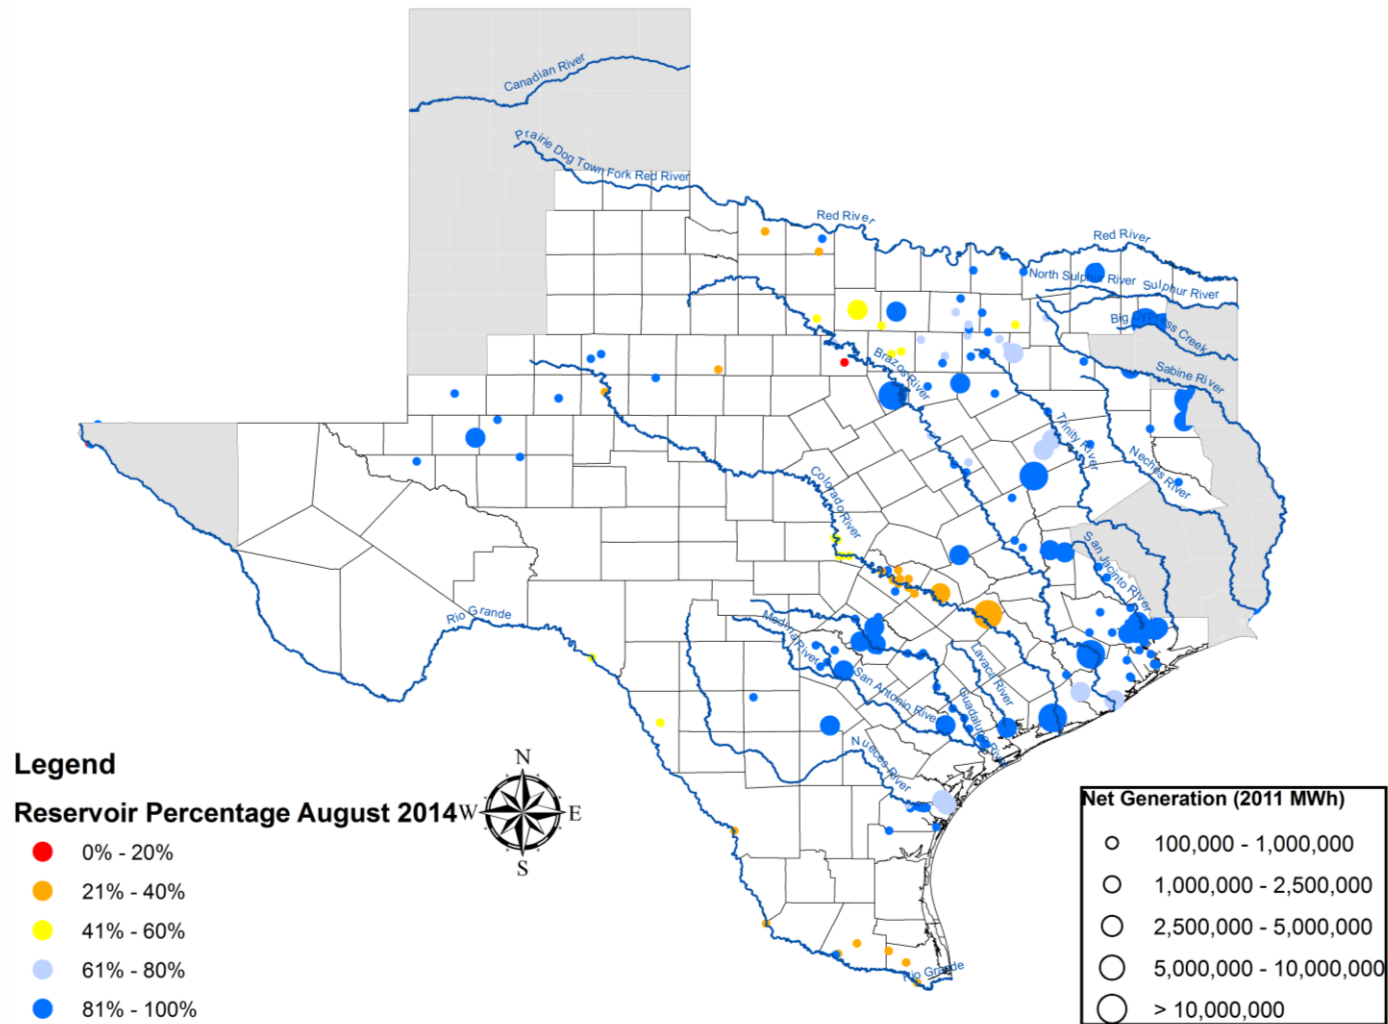 Canadian River
Prairie Dog Town Fork Red River
Red River
Red River
North Sulphur River
Sulphur River
Big Cypress Creek
Sabine River
Brazos River
Trinity River
Neches River
Colorado River
San Jacinto River
Rio Grande
Medina River
Lavaca River
San Antonio River
Guadalupe River
Nueces River
Rio Grande
Legend
Reservoir Percentage August 2014
0% - 20%
21% - 40%
41% - 60%
61% - 80%
81% - 100%
N
W
E
S
Net Generation (2011 MWh)
100,000 - 1,000,000
1,000,000 - 2,500,000
2,500,000 - 5,000,000
5,000,000 - 10,000,000
> 10,000,000